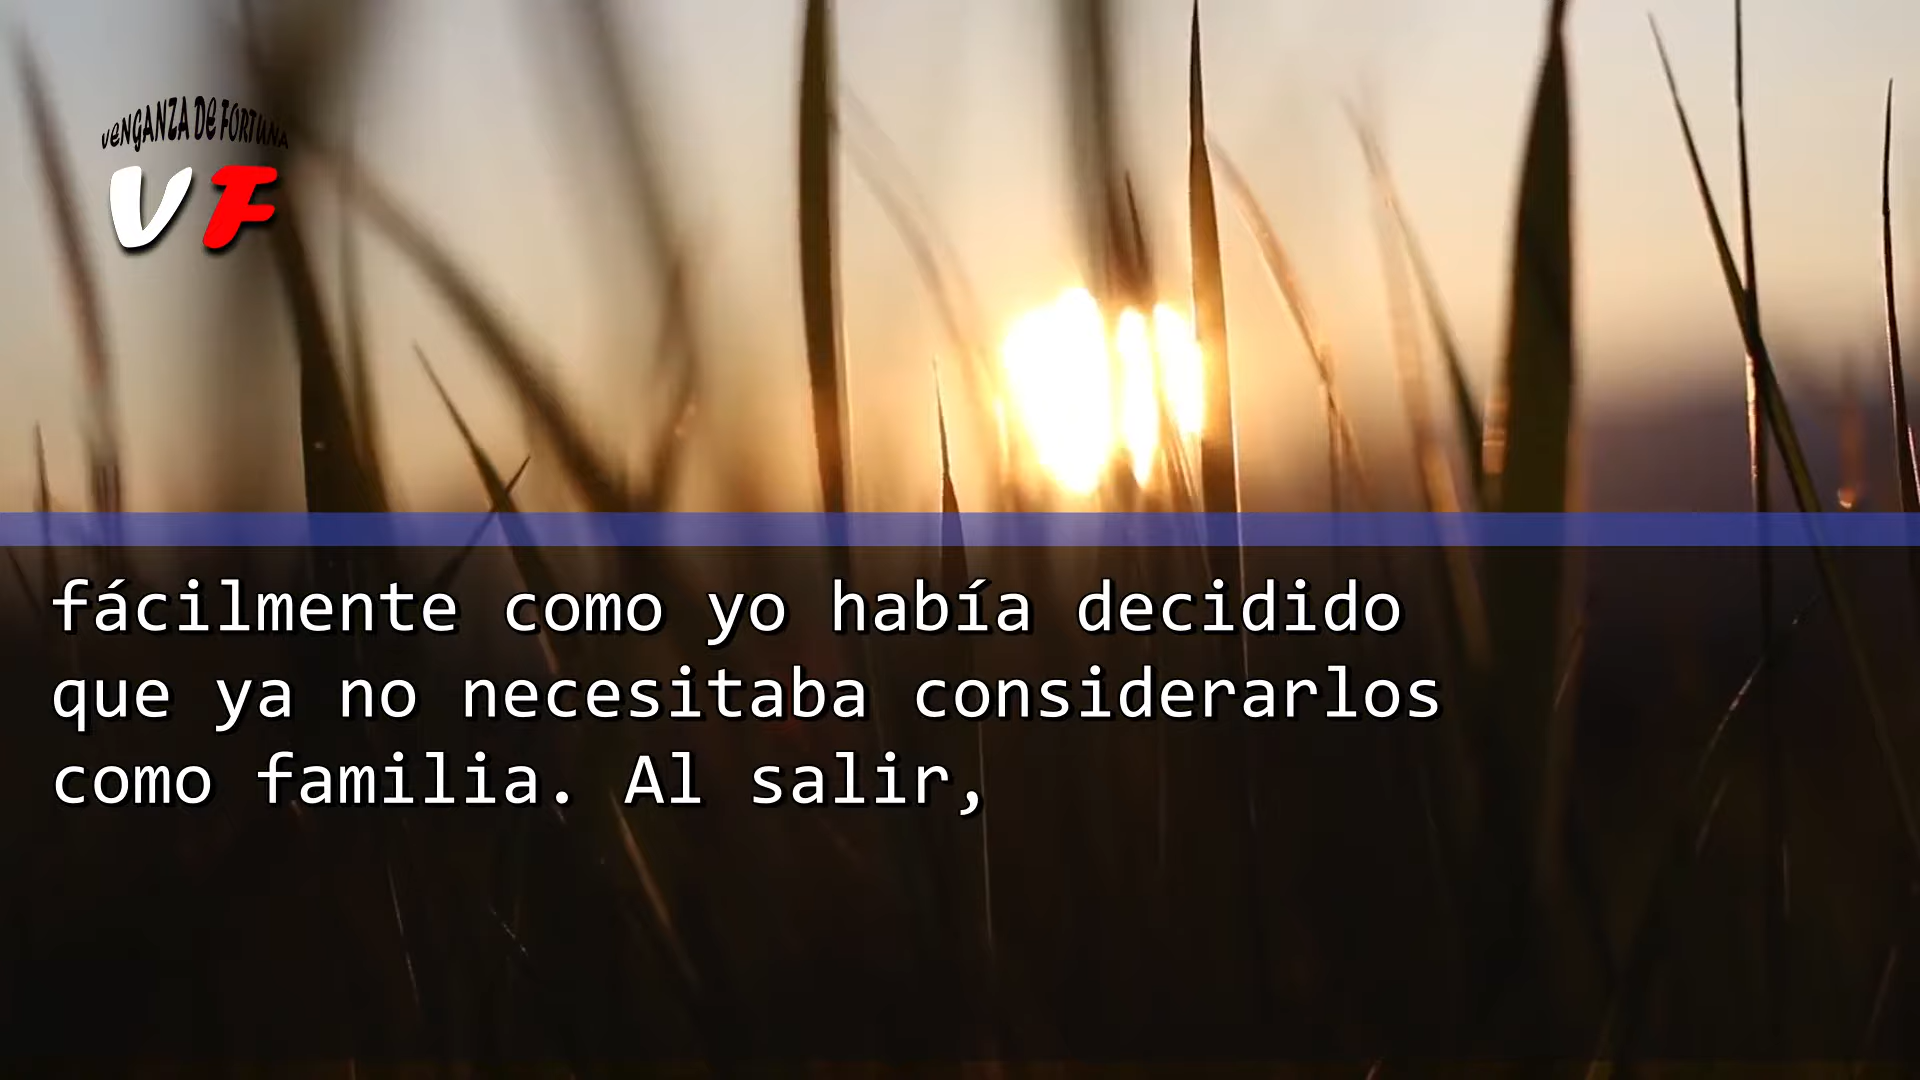 VENGANZA DE FORTUNA
VF
fácilmente como yo había decidido
que ya no necesitaba considerarlos
como familia. Al salir,